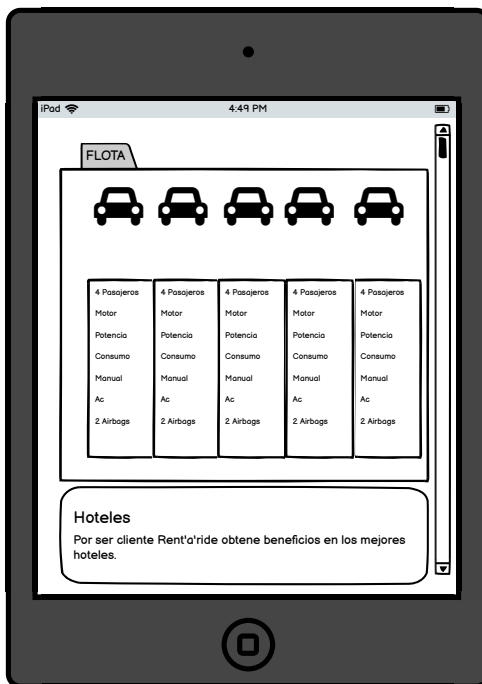 iPad
4:49 PM
FLOTA
4 Pasajeros
Motor
Potencia
Consumo
Manual
Ac
2 Airbags
4 Pasajeros
Motor
Potencia
Consumo
Manual
Ac
2 Airbags
4 Pasajeros
Motor
Potencia
Consumo
Manual
Ac
2 Airbags
4 Pasajeros
Motor
Potencia
Consumo
Manual
Ac
2 Airbags
4 Pasajeros
Motor
Potencia
Consumo
Manual
Ac
2 Airbags
Hoteles
Por ser cliente Rent'a'ride obtene beneficios en los mejores
hoteles.